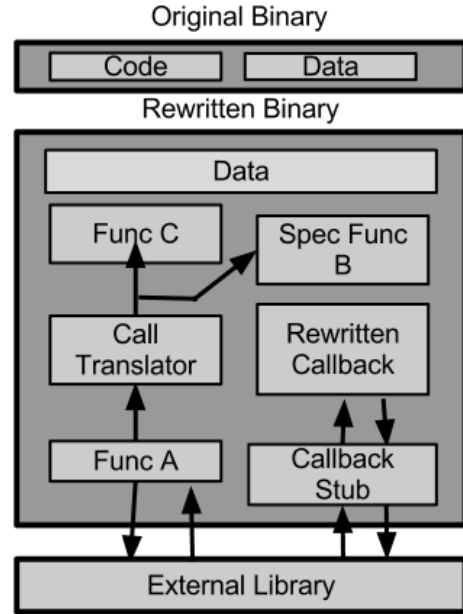 Original Binary
Code
Data
Rewritten Binary
Data
Func C
Spec Func
B
Call
Translator
Rewritten
Callback
Func A
Callback
Stub
External Library